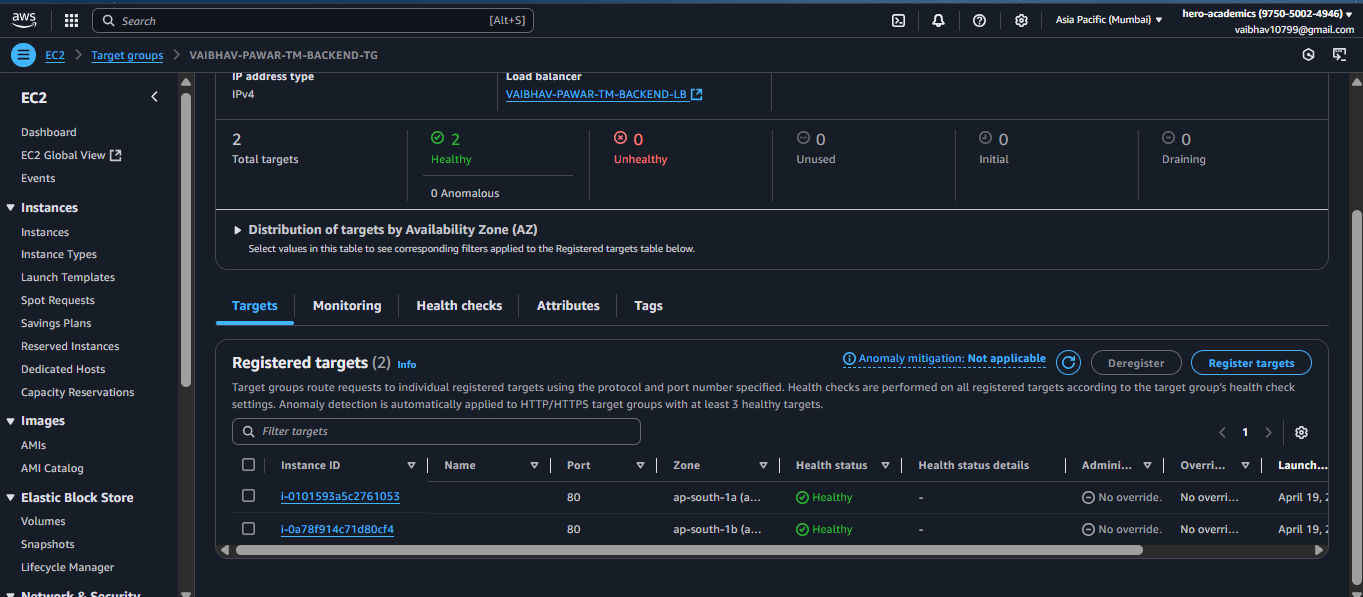 aws
Search [Alt+S]
Asia Pacific (Mumbai)
hero-academics (9750-5002-4946)
vaibhav10799@gmail.com
EC2 > Target groups > VAIBHAV-PAWAR-TM-BACKEND-TG
EC2
Dashboard
EC2 Global View
Events
Instances
Instances
Instance Types
Launch Templates
Spot Requests
Savings Plans
Reserved Instances
Dedicated Hosts
Capacity Reservations
Images
AMIs
AMI Catalog
Elastic Block Store
Volumes
Snapshots
Lifecycle Manager
Network & Security
IP address type
IPv4
Load balancer
VAIBHAV-PAWAR-TM-BACKEND-LB
2
Total targets
2
Healthy
0 Anomalous
0
Unhealthy
0
Unused
0
Initial
0
Draining
Distribution of targets by Availability Zone (AZ)
Select values in this table to see corresponding filters applied to the Registered targets table below.
Targets Monitoring Health checks Attributes Tags
Registered targets (2) Info
Anomaly mitigation: Not applicable
Deregister
Register targets
Target groups route requests to individual registered targets using the protocol and port number specified. Health checks are performed on all registered targets according to the target group's health check
settings. Anomaly detection is automatically applied to HTTP/HTTPS target groups with at least 3 healthy targets.
Filter targets
1
Instance ID Name Port Zone Health status Health status details Admini... Overri... Launch...
i-0101593a5c2761053 80 ap-south-1a (a... Healthy - No override. No overri... April 19, 2
i-0a78f914c71d80cf4 80 ap-south-1b (a... Healthy - No override. No overri... April 19, 2